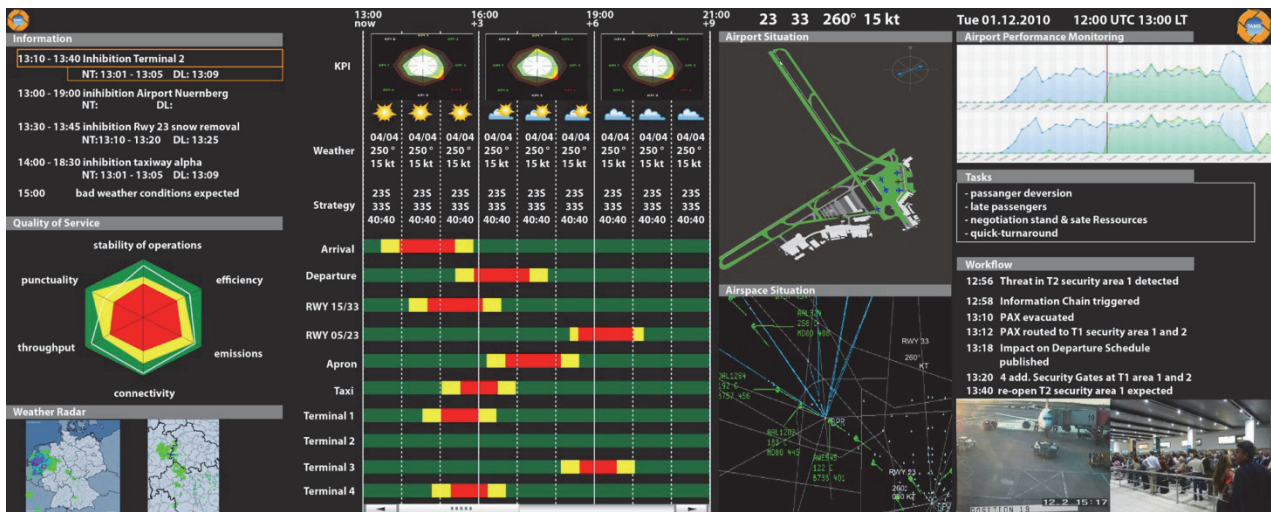 13:00 16:00 19:00 21:00
now +3 +6 +9
23 33 260° 15 kt
Tue 01.12.2010 12:00 UTC 13:00 LT
Information
13:10 - 13:40 Inhibition Terminal 2
NT: 13:01 - 13:05 DL: 13:09
13:00 - 19:00 inihibition Airport Nuernberg
NT: DL:
13:30 - 13:45 inhibition Rwy 23 snow removal
NT:13:10 - 13:20 DL: 13:25
14:00 - 18:30 inhibition taxiway alpha
NT: 13:01 - 13:05 DL: 13:09
15:00 bad weather conditions expected
Quality of Service
stability of operations
punctuality
efficiency
throughput
emissions
connectivity
Weather Radar
KPI
Weather
04/04 04/04 04/04 04/04 04/04 04/04 04/04 04/04
250 ° 250 ° 250 ° 250 ° 250 ° 250 ° 250 ° 250 °
15 kt 15 kt 15 kt 15 kt 15 kt 15 kt 15 kt 15 kt
Strategy
23S 23S 23S 23S 23S 23S 23S 23S
33S 33S 33S 33S 33S 33S 33S 33S
40:40 40:40 40:40 40:40 40:40 40:40 40:40 40:40
Arrival
Departure
RWY 15/33
RWY 05/23
Apron
Taxi
Terminal 1
Terminal 2
Terminal 3
Terminal 4
Airport Situation
Airspace Situation
RWY 33
260°
KT
RWY 23
Airport Performance Monitoring
Tasks
- passanger deversion
- late passengers
- negotiation stand & sate Ressources
- quick-turnaround
Workflow
12:56 Threat in T2 security area 1 detected
12:58 Information Chain triggered
13:10 PAX evacuated
13:12 PAX routed to T1 security area 1 and 2
13:18 Impact on Departure Schedule
published
13:20 4 add. Security Gates at T1 area 1 and 2
13:40 re-open T2 security area 1 expected
12.2 15:17
POSITION 18